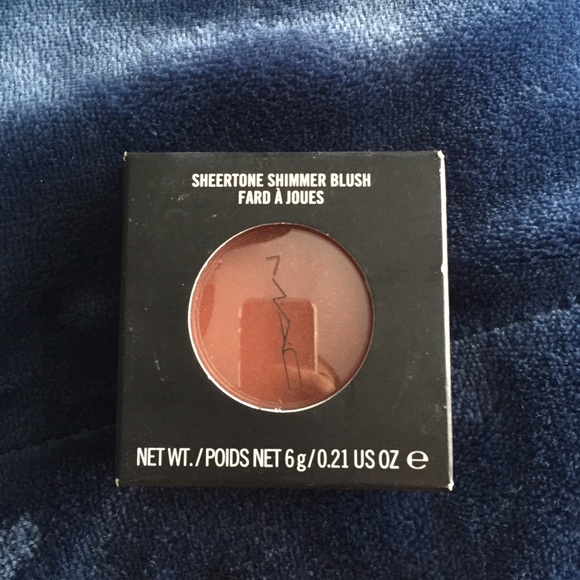 SHEERTONE SHIMMER BLUSH
FARD À JOUES
MAC
NET WT./POIDS NET 6 g/0.21 US OZ ℮